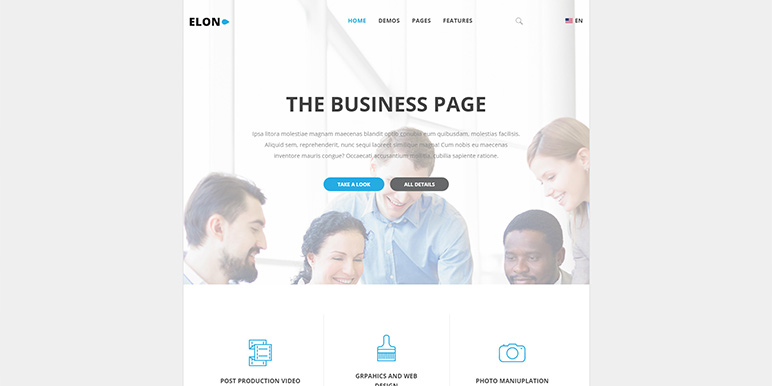 ELON
HOME DEMOS PAGES FEATURES EN
THE BUSINESS PAGE
Ipsa litora molestiae magnam maecenas blandit optio conubia eum quibusdam, molestias facilisis.
Aliquid sem, reprehenderit, nunc sequi laoreet similique magna! Cum nobis eu maecenas
inventore mauris congue? Occaecati accusantium mollitia, cubilia sapiente ratione.
TAKE A LOOK ALL DETAILS
POST PRODUCTION VIDEO
GRPAHICS AND WEB
DESIGN
PHOTO MANIUPLATION